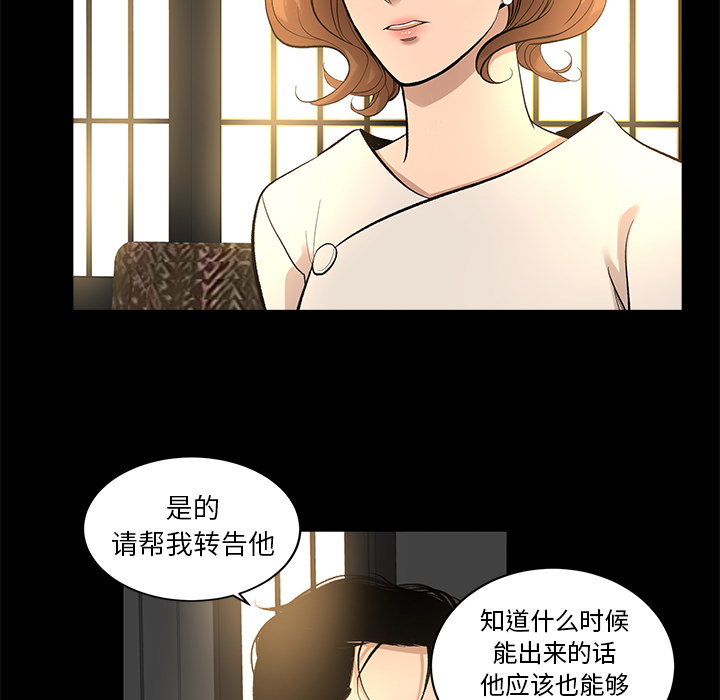 是的
请帮我转告他
知道什么时候
能出来的话
他应该也能够